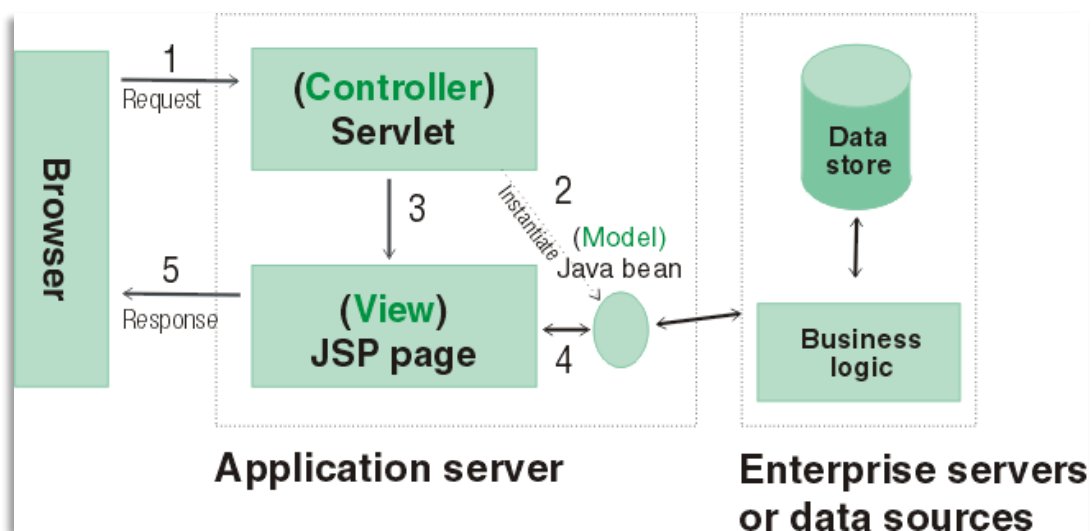 1
Request
Browser
(Controller)
Servlet
2
Instantiate
3
(Model)
Java bean
5
Response
(View)
JSP page
4
Data
store
Business
logic
Application server
Enterprise servers
or data sources